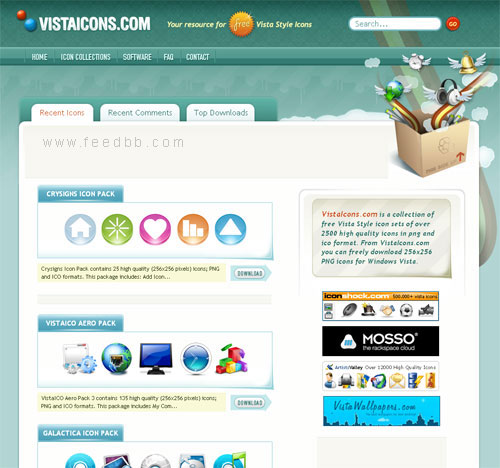 VISTAICONS.COM
Your resource for free Vista Style Icons
Search...
GO
HOME ICON COLLECTIONS SOFTWARE FAQ CONTACT
Recent Icons Recent Comments Top Downloads
www.feedbb.com
CRYSIGNS ICON PACK
Crysigns Icon Pack contains 25 high quality (256x256 pixels) icons;
PNG and ICO formats. This package includes: Add Icon...
DOWNLOAD
VISTAICO AERO PACK
VistaICO Aero Pack 3 contains 135 high quality (256x256 pixels)
icons; PNG and ICO formats. This package includes My Com...
DOWNLOAD
GALACTICA ICON PACK
VistaIcons.com is a collection of
free Vista Style icon sets of over
2500 high quality icons in png and
ico format. From VistaIcons.com
you can freely download 256x256
PNG icons for Windows Vista.
iconshock.com 500,000+ vista icons
MOSSO
the rackspace cloud
ArtistsValley Over 12000 High Quality Icons
VistaWallpapers.com